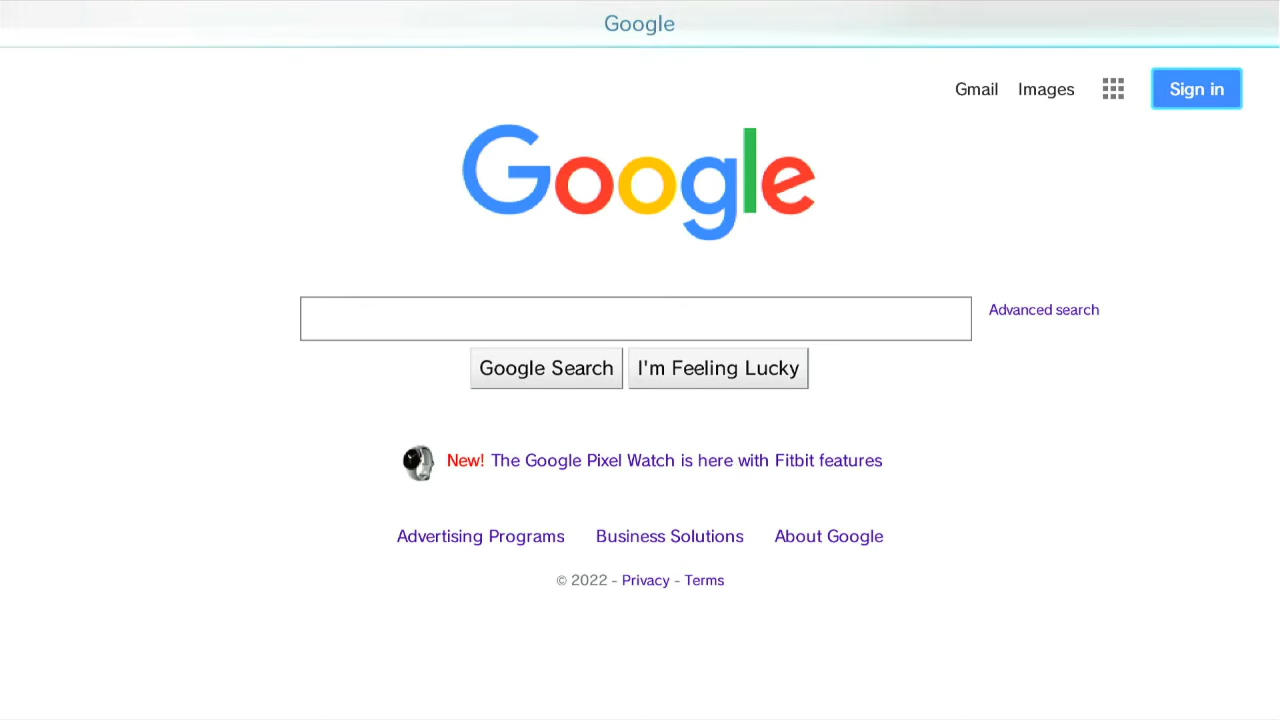 Google
Gmail Images Sign in
Google
Advanced search
Google Search I'm Feeling Lucky
New! The Google Pixel Watch is here with Fitbit features
Advertising Programs Business Solutions About Google
© 2022 - Privacy - Terms